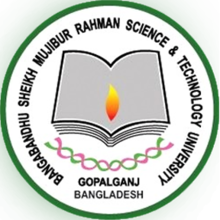 BANGABANDHU SHEIKH MUJIBUR RAHMAN SCIENCE & TECHNOLOGY UNIVERSITY
GOPALGANJ
BANGLADESH